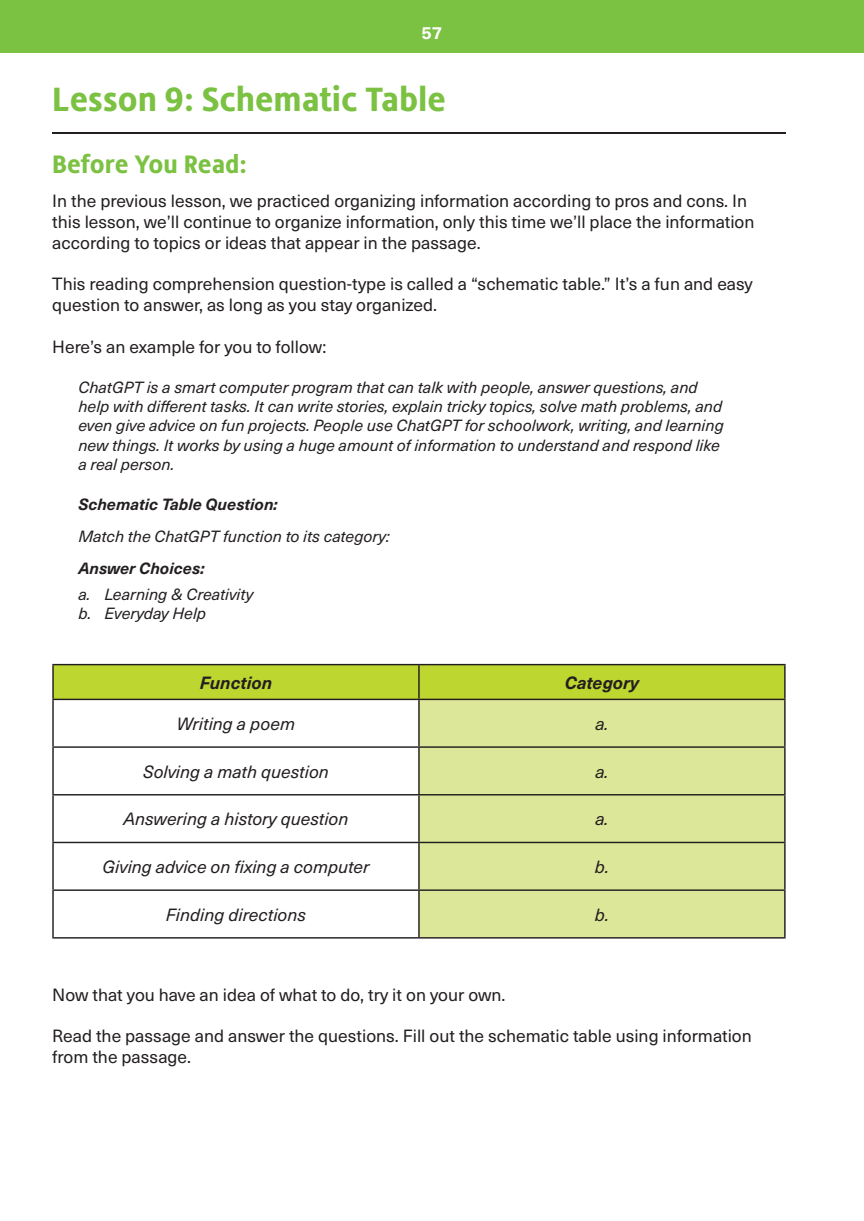 57
Lesson 9: Schematic Table
Before You Read:
In the previous lesson, we practiced organizing information according to pros and cons. In
this lesson, we’ll continue to organize information, only this time we’ll place the information
according to topics or ideas that appear in the passage.
This reading comprehension question-type is called a “schematic table.” It’s a fun and easy
question to answer, as long as you stay organized.
Here’s an example for you to follow:
ChatGPT is a smart computer program that can talk with people, answer questions, and
help with different tasks. It can write stories, explain tricky topics, solve math problems, and
even give advice on fun projects. People use ChatGPT for schoolwork, writing, and learning
new things. It works by using a huge amount of information to understand and respond like
a real person.
Schematic Table Question:
Match the ChatGPT function to its category:
Answer Choices:
a. Learning & Creativity
b. Everyday Help
Function Category
Writing a poem a.
Solving a math question a.
Answering a history question a.
Giving advice on fixing a computer b.
Finding directions b.
Now that you have an idea of what to do, try it on your own.
Read the passage and answer the questions. Fill out the schematic table using information
from the passage.